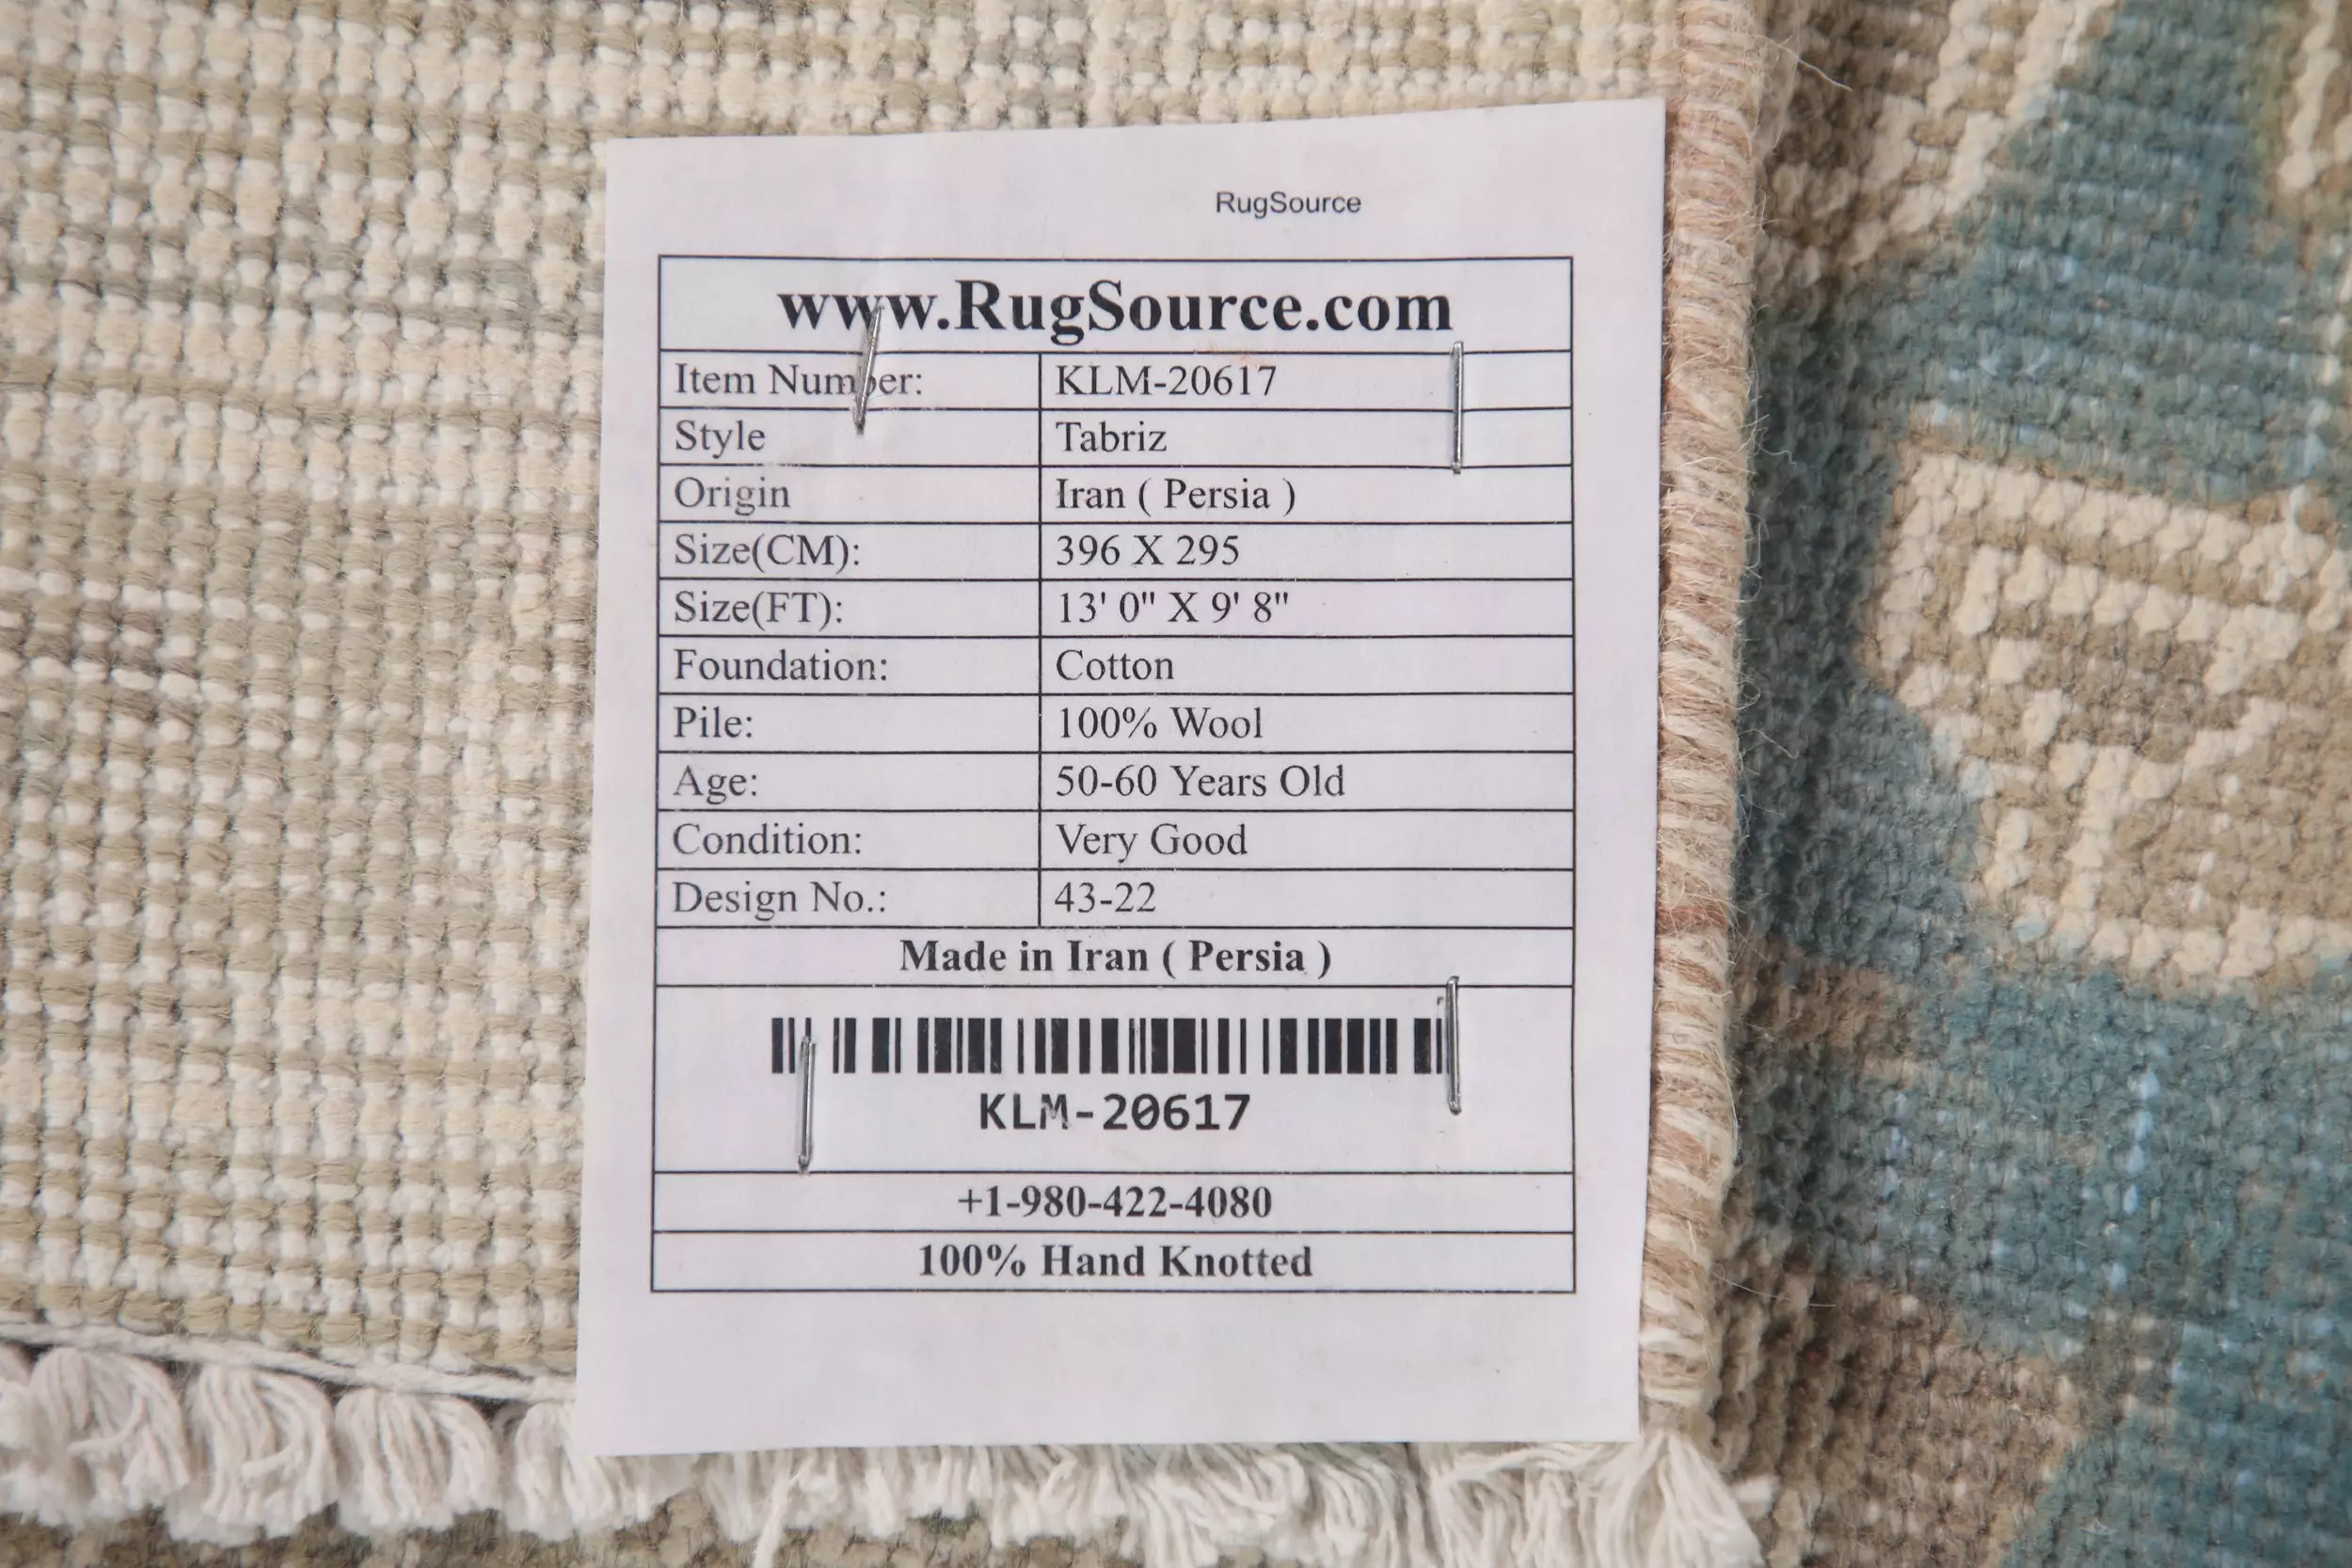 RugSource
www.RugSource.com
Item Number: KLM-20617
Style Tabriz
Origin Iran ( Persia )
Size(CM): 396 X 295
Size(FT): 13' 0" X 9' 8"
Foundation: Cotton
Pile: 100% Wool
Age: 50-60 Years Old
Condition: Very Good
Design No.: 43-22
Made in Iran ( Persia )
KLM-20617
+1-980-422-4080
100% Hand Knotted